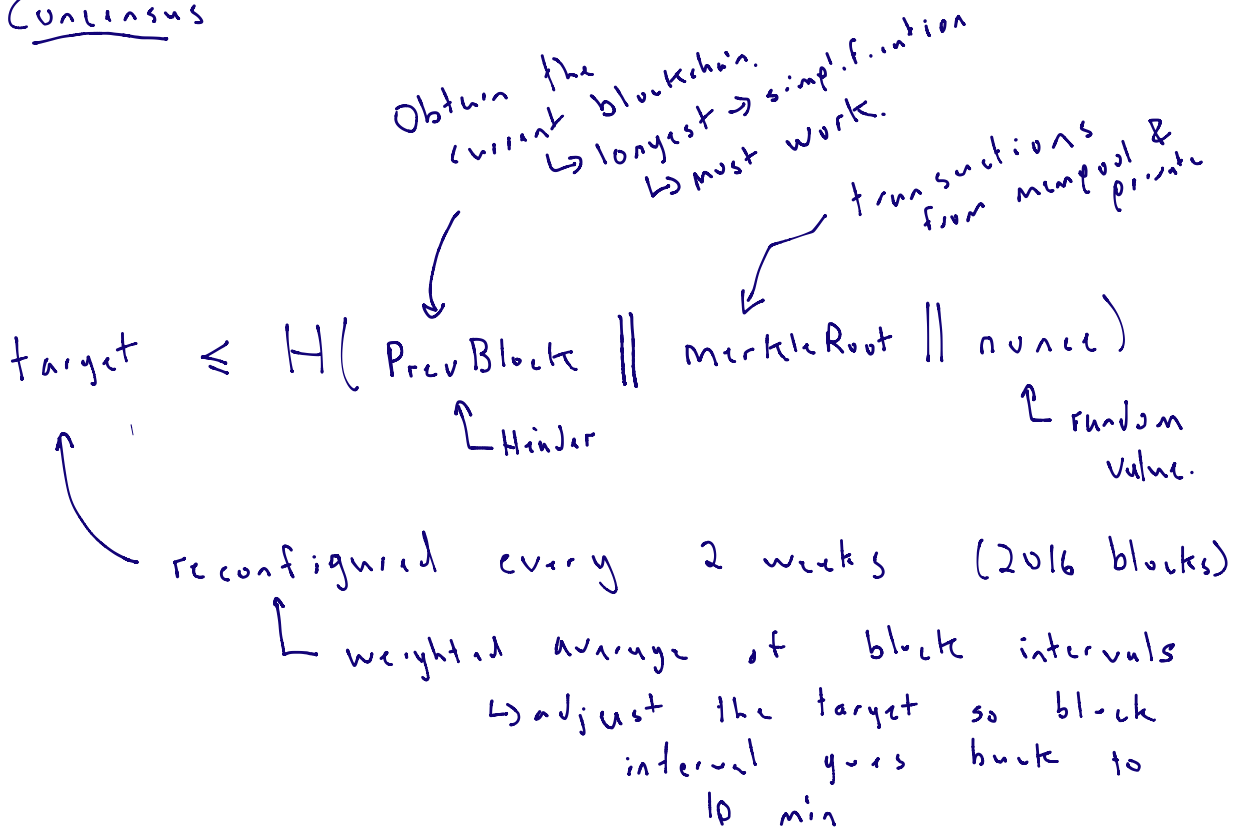 Consensus
Obtain the
current blockchain.
↳ longest → simplification
↳ most work.
transactions
from mempool &
private
target ≤ H( PrevBlock || merkleRoot || nonce)
Header
random
value.
reconfigured every 2 weeks (2016 blocks)
weighted average of block intervals
↳ adjust the target so block
interval goes back to
10 min